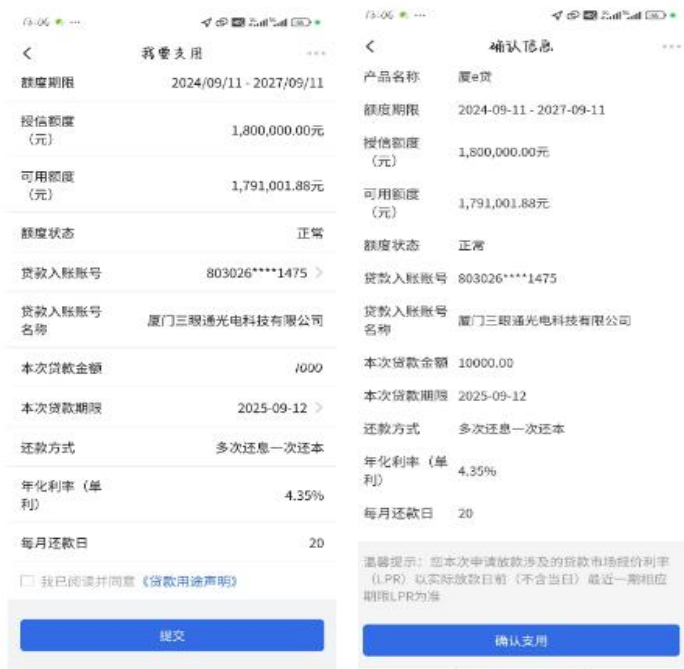 13:06
我要支用
额度期限 2024/09/11 - 2027/09/11
授信额度
（元）
1,800,000.00元
可用额度
（元）
1,791,001.88元
额度状态 正常
贷款入账账号 803026****1475
贷款入账账号
名称
厦门三眼通光电科技有限公司
本次贷款金额 1000
本次贷款期限 2025-09-12
还款方式 多次还息一次还本
年化利率（单
利）
4.35%
每月还款日 20
我已阅读并同意《贷款用途声明》
提交
13:06
确认信息
产品名称 厦e贷
额度期限 2024-09-11 - 2027-09-11
授信额度
（元）
1,800,000.00元
可用额度
（元）
1,791,001.88元
额度状态 正常
贷款入账账号 803026****1475
贷款入账账号
名称
厦门三眼通光电科技有限公司
本次贷款金额 10000.00
本次贷款期限 2025-09-12
还款方式 多次还息一次还本
年化利率（单
利）
4.35%
每月还款日 20
温馨提示：您本次申请放款涉及的贷款市场报价利率
（LPR）以实际放款日前（不含当日）最近一期相应
期限LPR为准
确认支用